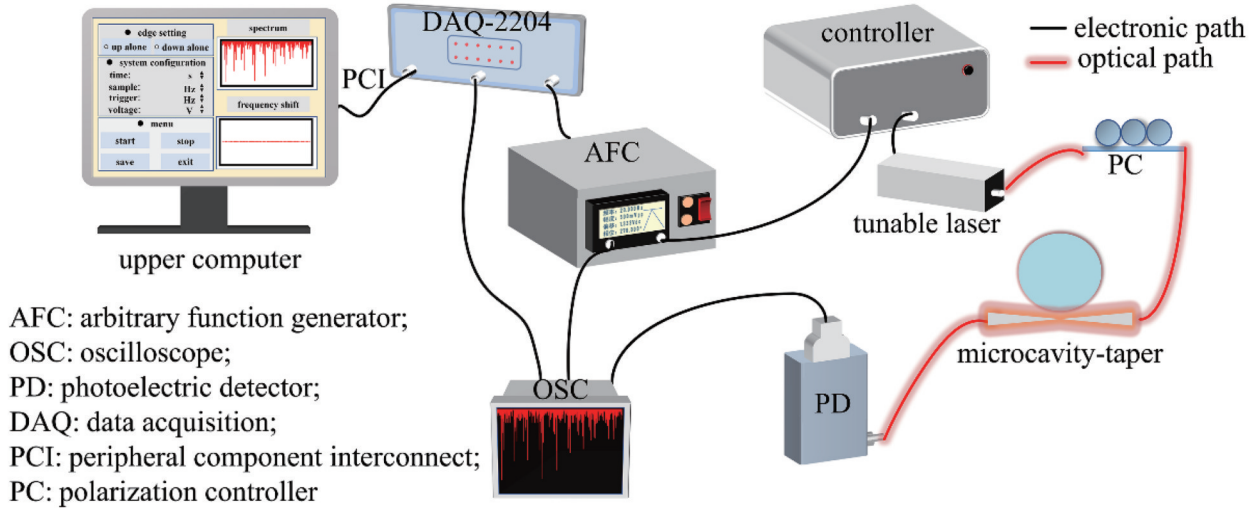 DAQ-2204
controller
electronic path
optical path
edge setting
up alone
down alone
system configuration
time: s
sample: Hz
trigger: Hz
voltage: V
menu
start
stop
save
exit
spectrum
frequency shift
PCI
AFC
tunable laser
PC
upper computer
microcavity-taper
OSC
PD
AFC: arbitrary function generator;
OSC: oscilloscope;
PD: photoelectric detector;
DAQ: data acquisition;
PCI: peripheral component interconnect;
PC: polarization controller